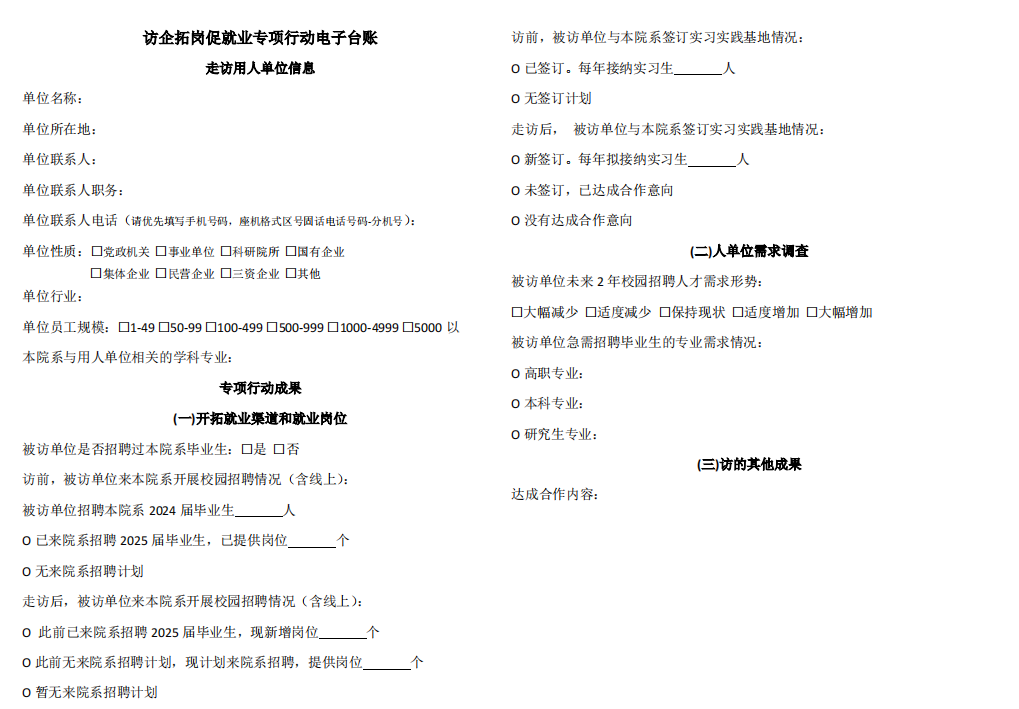 访企拓岗促就业专项行动电子台账
走访用人单位信息
单位名称：
单位所在地：
单位联系人：
单位联系人职务：
单位联系人电话（请优先填写手机号码，座机格式区号固话电话号码-分机号）：
单位性质：□党政机关 □事业单位 □科研院所 □国有企业
□集体企业 □民营企业 □三资企业 □其他
单位行业：
单位员工规模：□1-49 □50-99 □100-499 □500-999 □1000-4999 □5000 以
本院系与用人单位相关的学科专业：
专项行动成果
(一)开拓就业渠道和就业岗位
被访单位是否招聘过本院系毕业生：□是 □否
访前，被访单位来本院系开展校园招聘情况（含线上）：
被访单位招聘本院系 2024 届毕业生_______人
O 已来院系招聘 2025 届毕业生，已提供岗位_______个
O 无来院系招聘计划
走访后，被访单位来本院系开展校园招聘情况（含线上）：
O 此前已来院系招聘 2025 届毕业生，现新增岗位_______个
O 此前无来院系招聘计划，现计划来院系招聘，提供岗位_______个
O 暂无来院系招聘计划
访前，被访单位与本院系签订实习实践基地情况：
O 已签订。每年接纳实习生_______人
O 无签订计划
走访后， 被访单位与本院系签订实习实践基地情况：
O 新签订。每年拟接纳实习生_______人
O 未签订，已达成合作意向
O 没有达成合作意向
(二)人单位需求调查
被访单位未来 2 年校园招聘人才需求形势：
□大幅减少 □适度减少 □保持现状 □适度增加 □大幅增加
被访单位急需招聘毕业生的专业需求情况：
O 高职专业：
O 本科专业：
O 研究生专业：
(三)访的其他成果
达成合作内容：